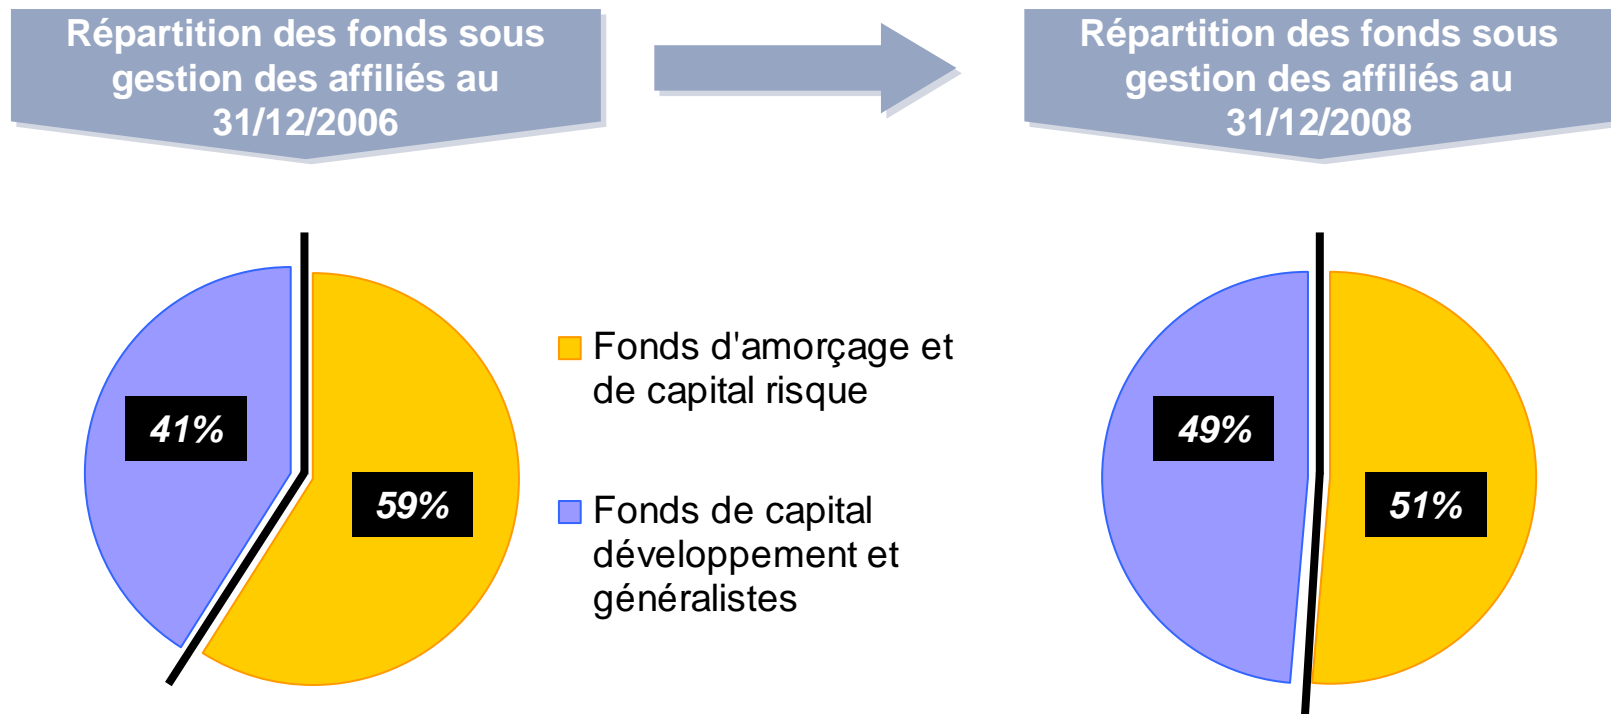 Répartition des fonds sous
gestion des affiliés au
31/12/2006
Répartition des fonds sous
gestion des affiliés au
31/12/2008
41%
59%
Fonds d'amorçage et
de capital risque
Fonds de capital
développement et
généralistes
49%
51%